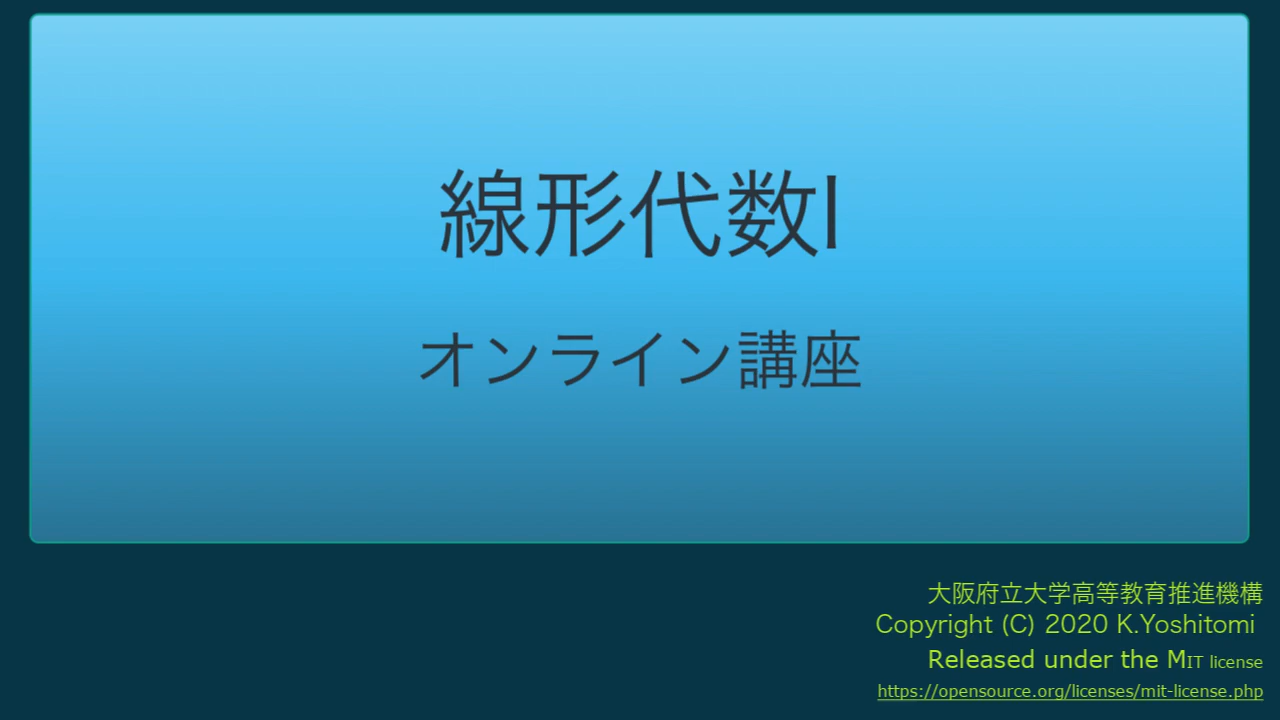 線形代数I
オンライン講座
大阪府立大学高等教育推進機構
Copyright (C) 2020 K.Yoshitomi
Released under the MIT license
https://opensource.org/licenses/mit-license.php